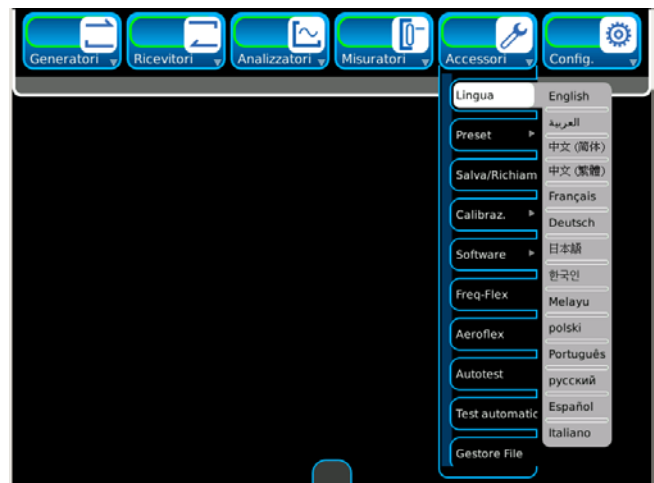 Generatori
Ricevitori
Analizzatori
Misuratori
Accessori
Config.
Lingua
Preset
Salva/Richiam
Calibraz.
Software
Freq-Flex
Aeroflex
Autotest
Test automatic
Gestore File
English
العربية
中文 (简体)
中文 (繁體)
Français
Deutsch
日本語
한국인
Melayu
polski
Português
русский
Español
Italiano